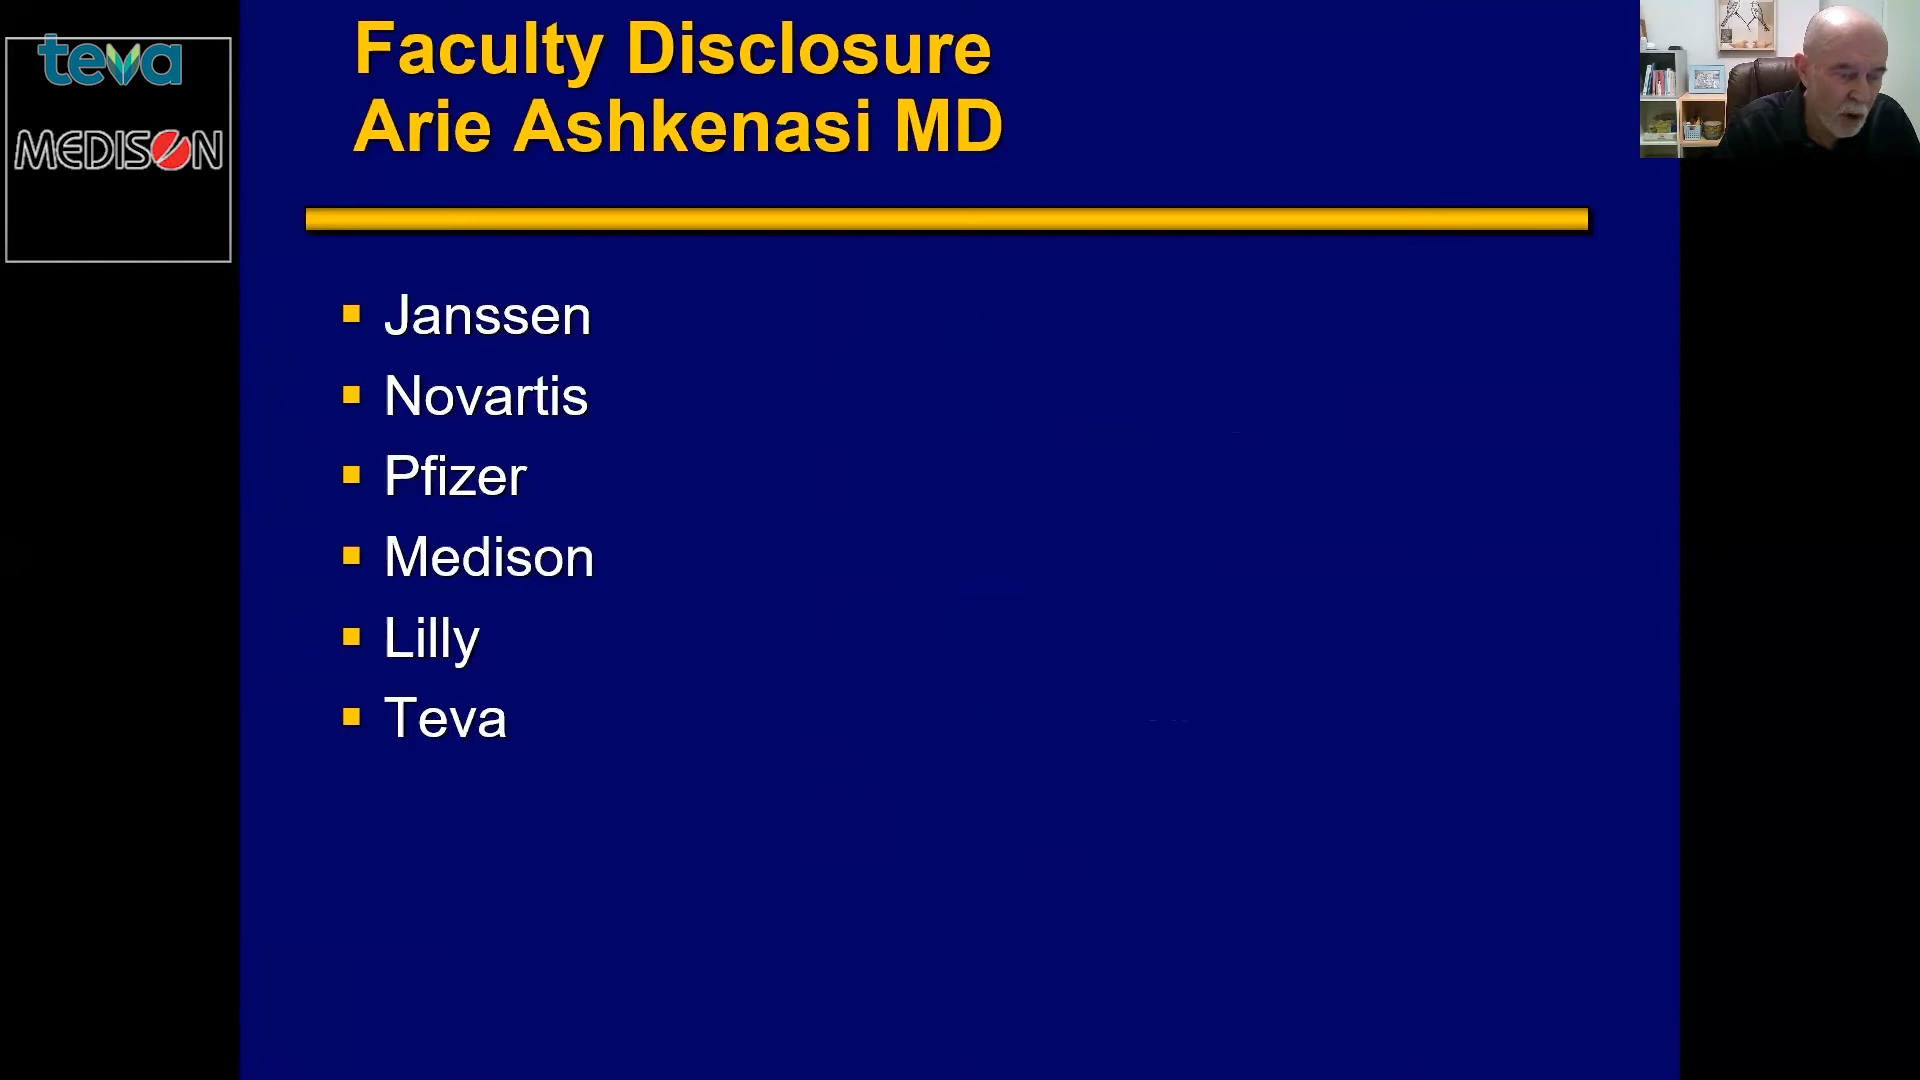 teva
MEDISON
Faculty Disclosure
Arie Ashkenasi MD
Janssen
Novartis
Pfizer
Medison
Lilly
Teva